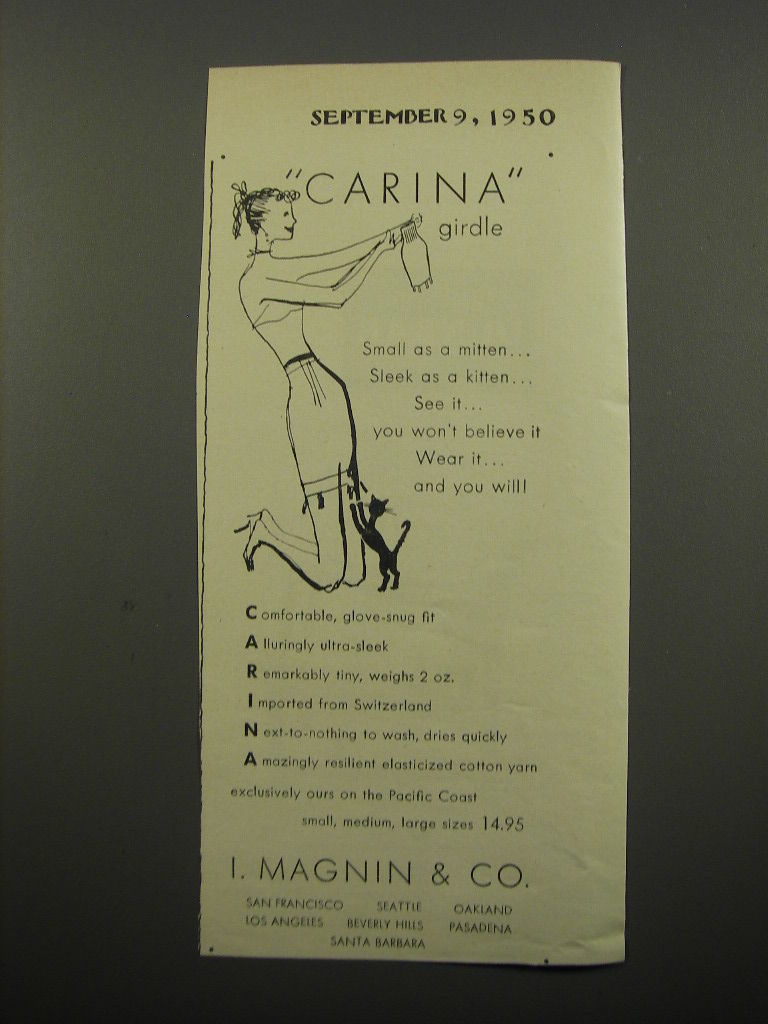 SEPTEMBER 9, 1950
"CARINA"
girdle
Small as a mitten...
Sleek as a kitten...
See it...
you won't believe it
Wear it...
and you will!
Comfortable, glove-snug fit
Alluringly ultra-sleek
Remarkably tiny, weighs 2 oz.
Imported from Switzerland
Next-to-nothing to wash, dries quickly
Amazingly resilient elasticized cotton yarn
exclusively ours on the Pacific Coast
small, medium, large sizes 14.95
I. MAGNIN & CO.
SAN FRANCISCO SEATTLE OAKLAND
LOS ANGELES BEVERLY HILLS PASADENA
SANTA BARBARA